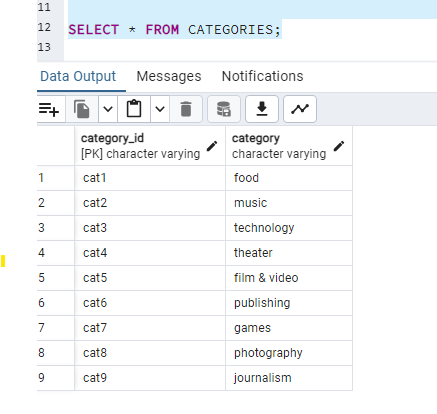 11
12 SELECT * FROM CATEGORIES;
13
Data Output Messages Notifications
category_id category
[PK] character varying character varying
1 cat1 food
2 cat2 music
3 cat3 technology
4 cat4 theater
5 cat5 film & video
6 cat6 publishing
7 cat7 games
8 cat8 photography
9 cat9 journalism